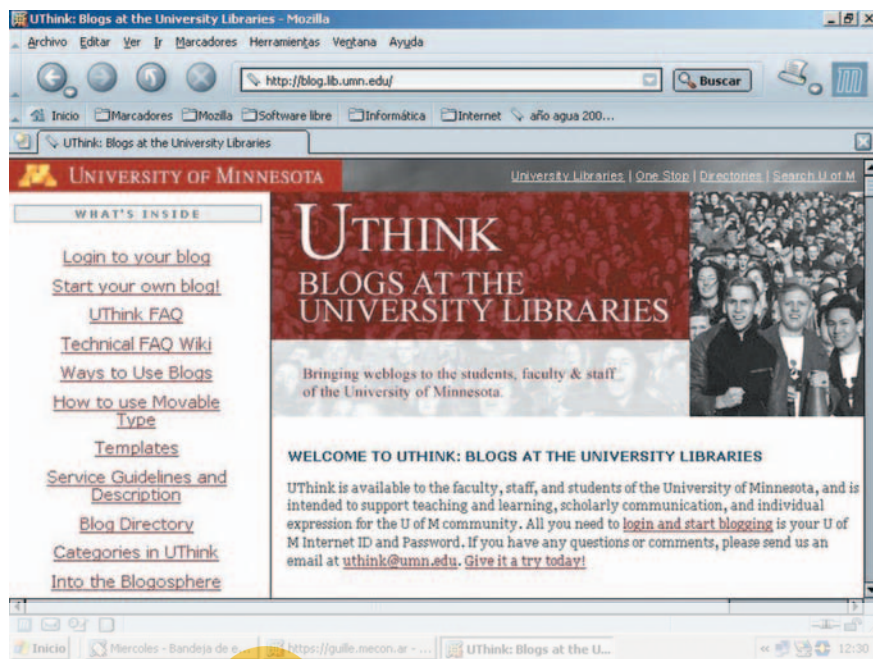 UThink: Blogs at the University Libraries - Mozilla
Archivo Editar Ver Ir Marcadores Herramientas Ventana Ayuda
http://blog.lib.umn.edu/ Buscar
Inicio Marcadores Mozilla Software libre Informática Internet año agua 200...
UThink: Blogs at the University Libraries
UNIVERSITY OF MINNESOTA
University Libraries | One Stop | Directories | Search U of M
WHAT'S INSIDE
Login to your blog
Start your own blog!
UThink FAQ
Technical FAQ Wiki
Ways to Use Blogs
How to use Movable
Type
Templates
Service Guidelines and
Description
Blog Directory
Categories in UThink
Into the Blogosphere
UTHINK
BLOGS AT THE
UNIVERSITY LIBRARIES
Bringing weblogs to the students, faculty & staff
of the University of Minnesota.
WELCOME TO UTHINK: BLOGS AT THE UNIVERSITY LIBRARIES
UThink is available to the faculty, staff, and students of the University of Minnesota, and is
intended to support teaching and learning, scholarly communication, and individual
expression for the U of M community. All you need to login and start blogging is your U of
M Internet ID and Password. If you have any questions or comments, please send us an
email at uthink@umn.edu. Give it a try today!
Inicio Miercoles - Bandeja de e... https://guille.mecon.ar - ... UThink: Blogs at the U... « 12:30